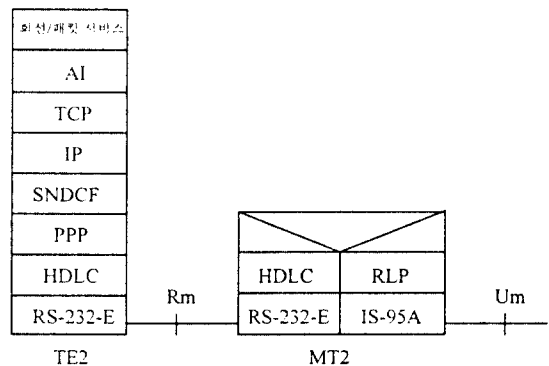 회선/패킷 서비스
AI
TCP
IP
SNDCF
PPP
HDLC
RS-232-E
TE2
Rm
HDLC
RLP
RS-232-E
IS-95A
MT2
Um